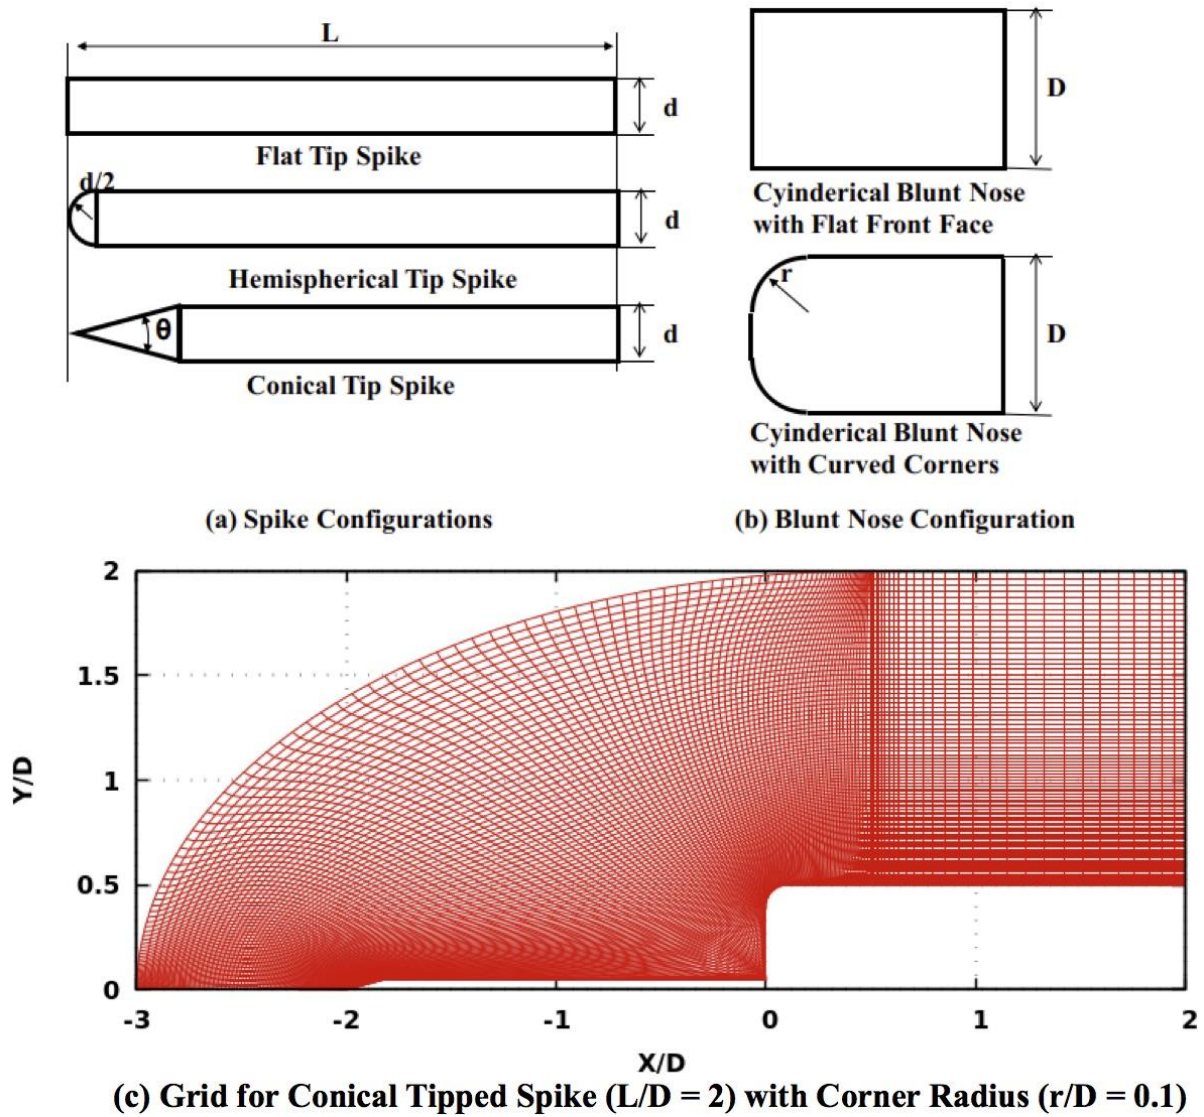 L
d
Flat Tip Spike
d/2
d
Hemispherical Tip Spike
θ
d
Conical Tip Spike
(a) Spike Configurations
D
Cyinderical Blunt Nose
with Flat Front Face
r
D
Cyinderical Blunt Nose
with Curved Corners
(b) Blunt Nose Configuration
Y/D
2
1.5
1
0.5
0
-3 -2 -1 0 1 2
X/D
(c) Grid for Conical Tipped Spike (L/D = 2) with Corner Radius (r/D = 0.1)